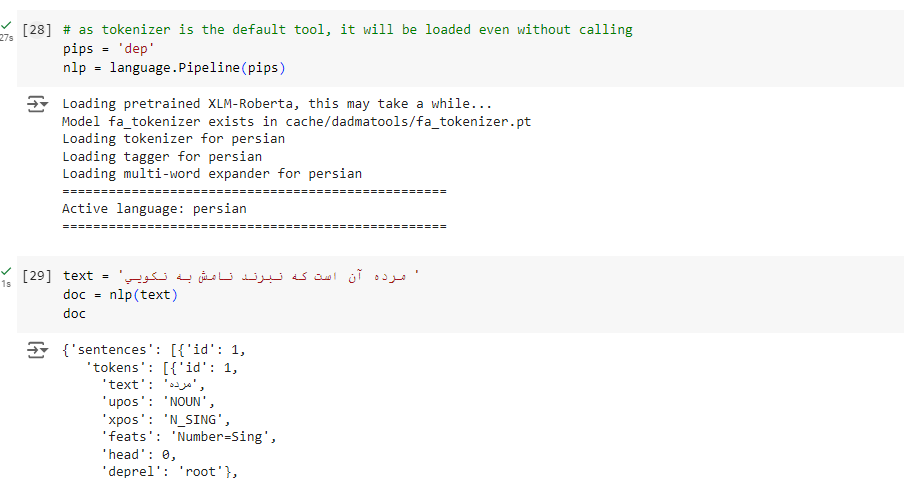 [28] # as tokenizer is the default tool, it will be loaded even without calling
27s pips = 'dep'
nlp = language.Pipeline(pips)
Loading pretrained XLM-Roberta, this may take a while...
Model fa_tokenizer exists in cache/dadmatools/fa_tokenizer.pt
Loading tokenizer for persian
Loading tagger for persian
Loading multi-word expander for persian
==================================================
Active language: persian
==================================================
[29] text = 'مرده آن است که نبرند نامش به نکويي '
1s doc = nlp(text)
doc
{'sentences': [{'id': 1,
'tokens': [{'id': 1,
'text': 'مرده',
'upos': 'NOUN',
'xpos': 'N_SING',
'feats': 'Number=Sing',
'head': 0,
'deprel': 'root'},